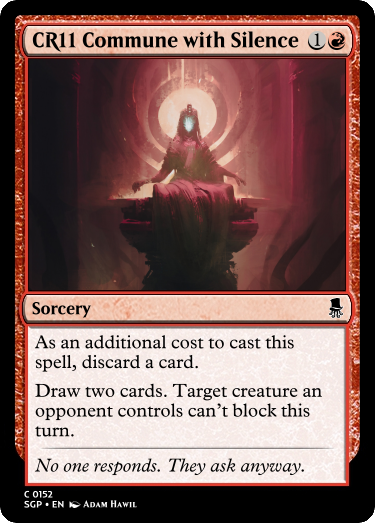 CR11 Commune with Silence 1
Sorcery
As an additional cost to cast this
spell, discard a card.
Draw two cards. Target creature an
opponent controls can't block this
turn.
No one responds. They ask anyway.
C 0152
SGP • EN Adam Hawil